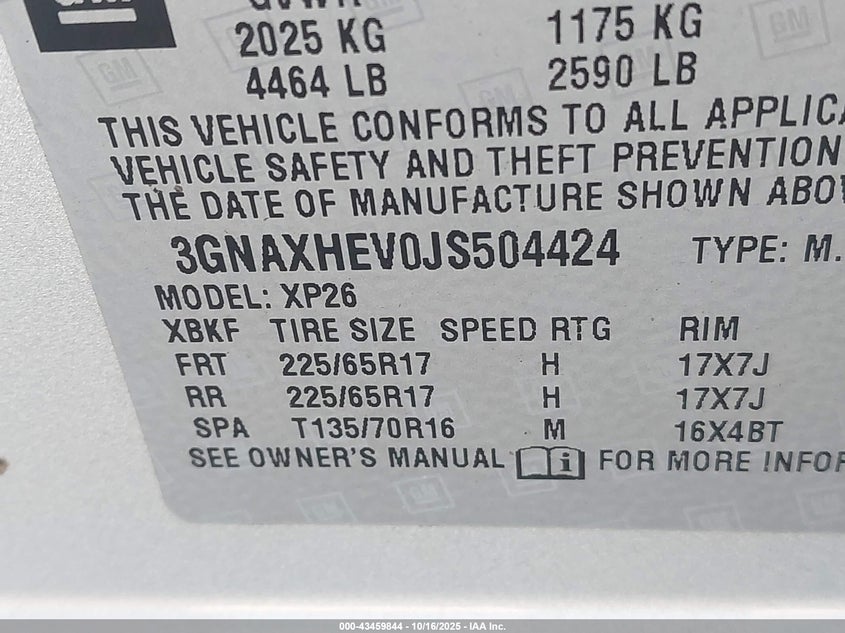 GVWR
2025 KG 1175 KG
4464 LB 2590 LB
THIS VEHICLE CONFORMS TO ALL
VEHICLE SAFETY AND THEFT PREVENTION
THE DATE OF MANUFACTURE SHOWN
3GNAXHEV0JS504424 TYPE: M.
MODEL: XP26
XBKF TIRE SIZE SPEED RTG RIM
FRT 225/65R17 H 17X7J
RR 225/65R17 H 17X7J
SPA T135/70R16 M 16X4BT
SEE OWNER'S MANUAL i FOR MORE
000-43459844 - 10/16/2025 - IAA Inc.